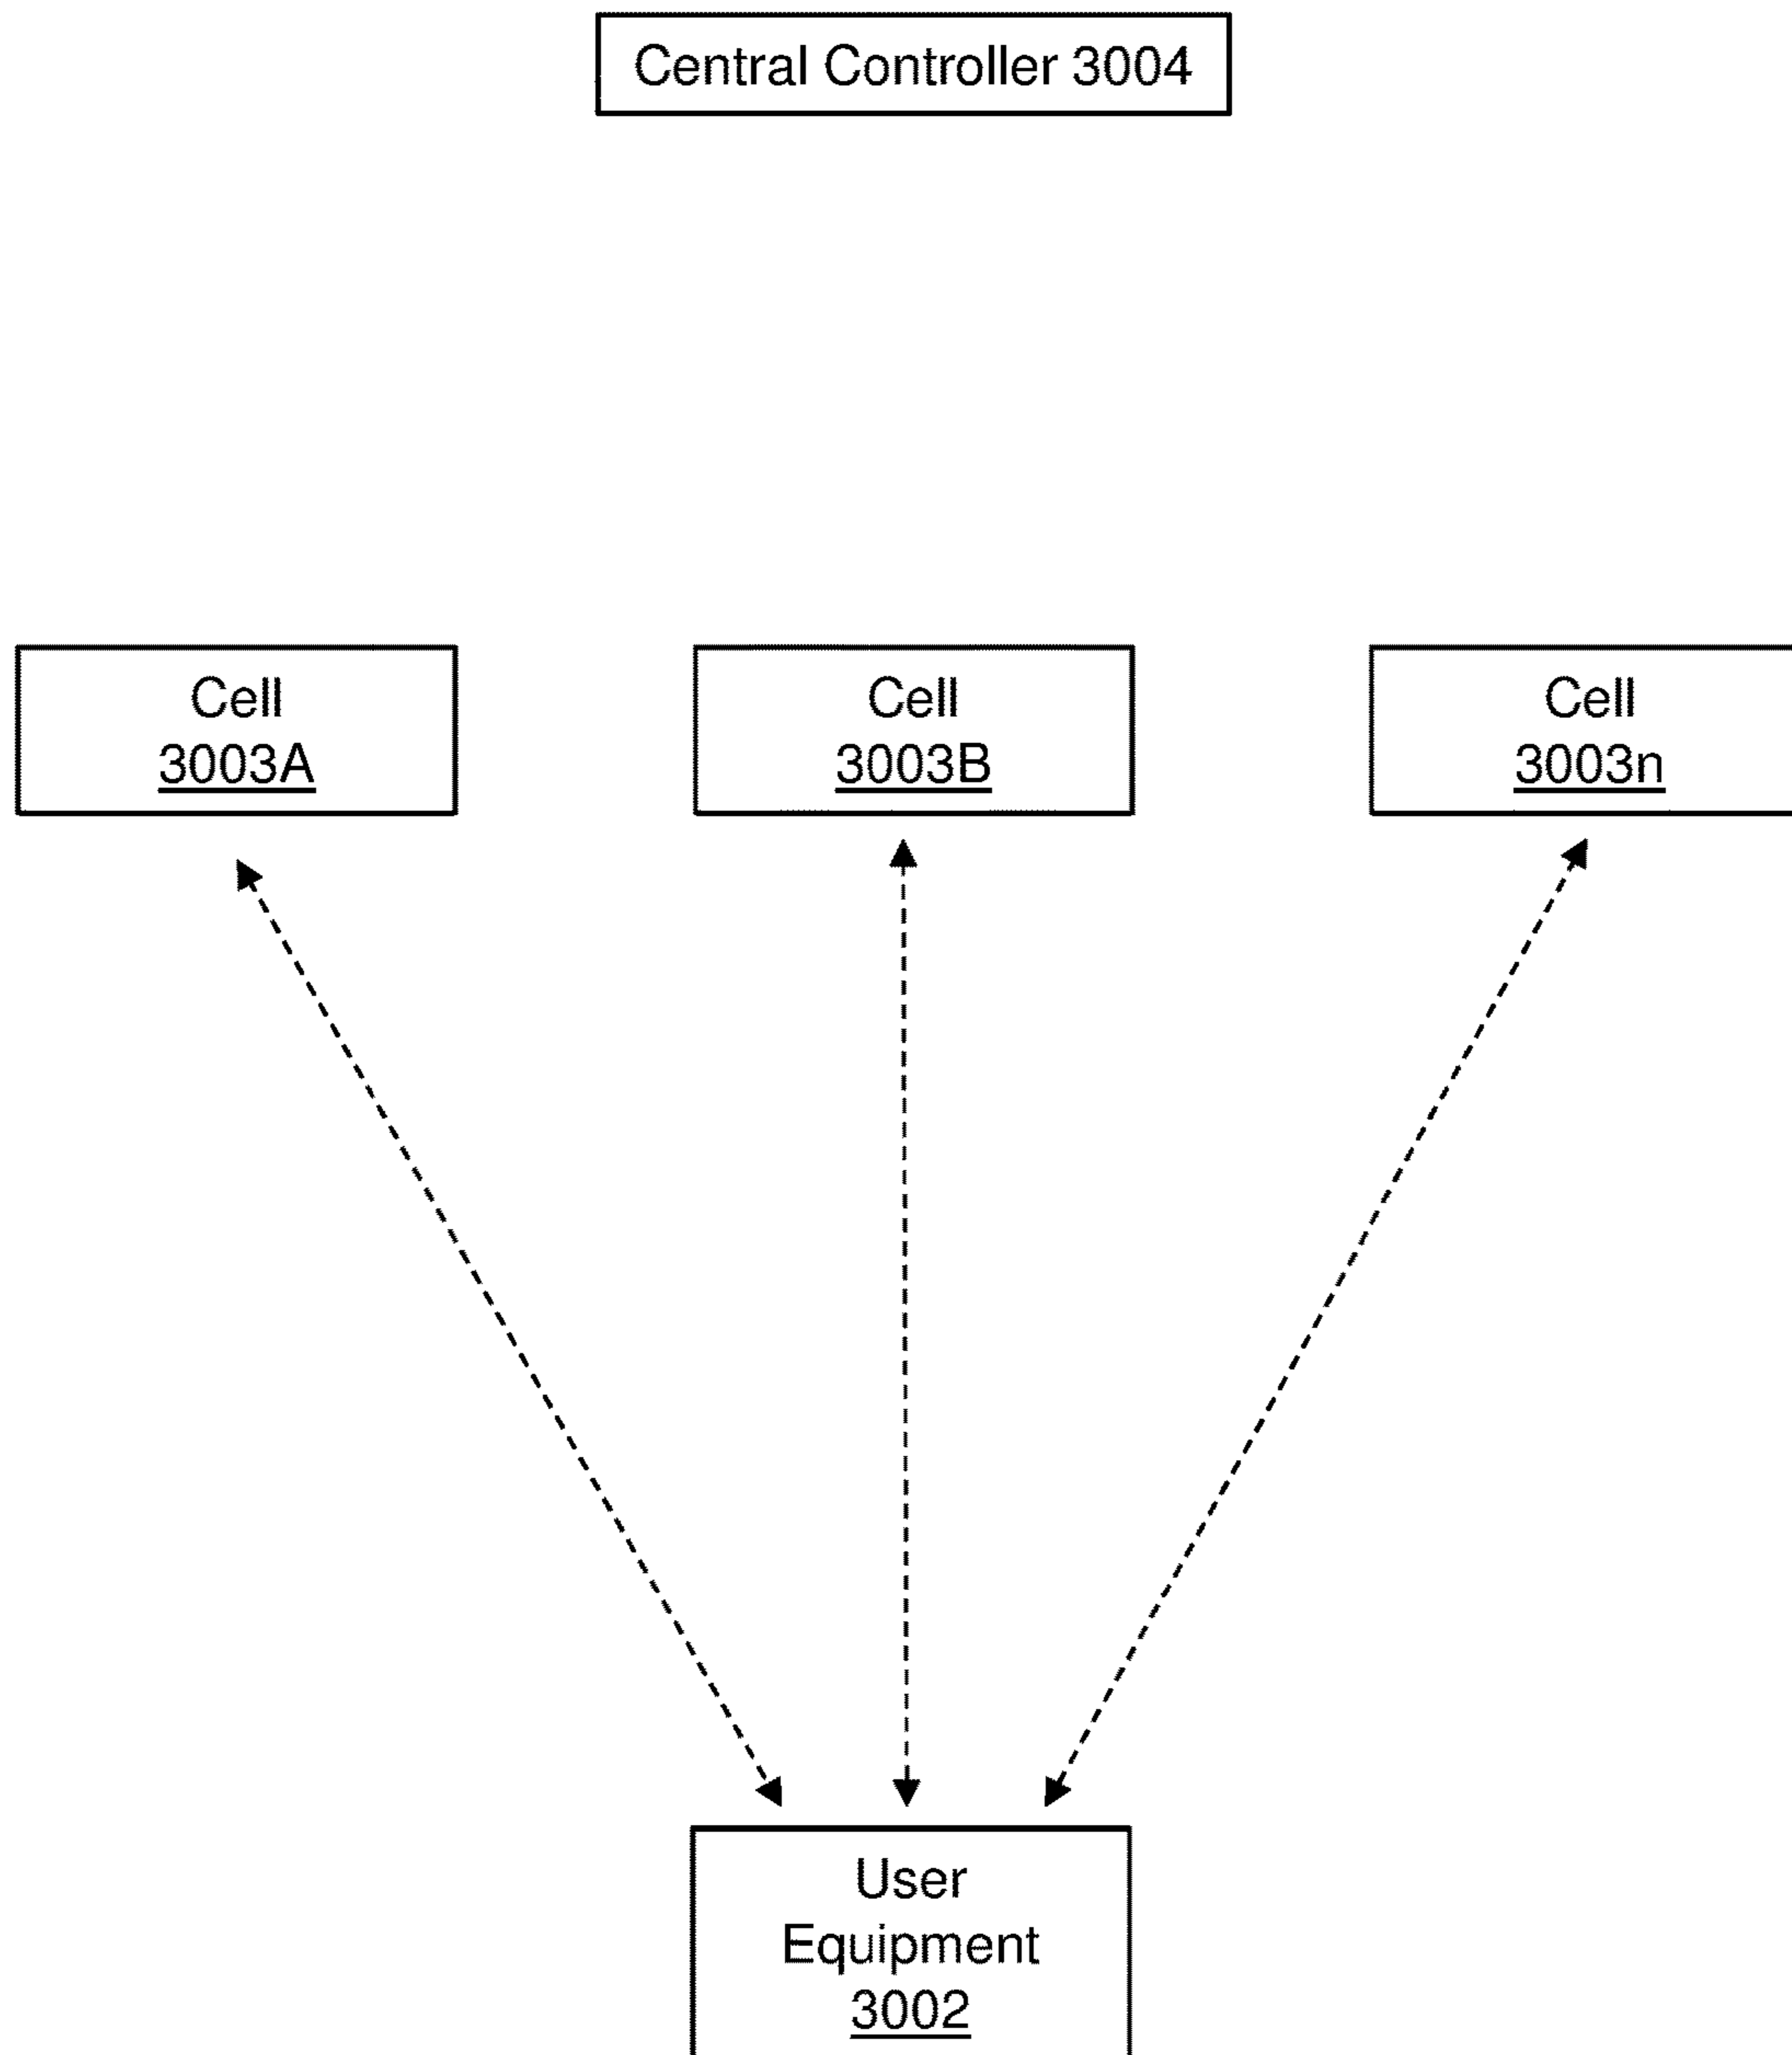 Central Controller 3004
Cell
3003A
Cell
3003B
Cell
3003n
User
Equipment
3002